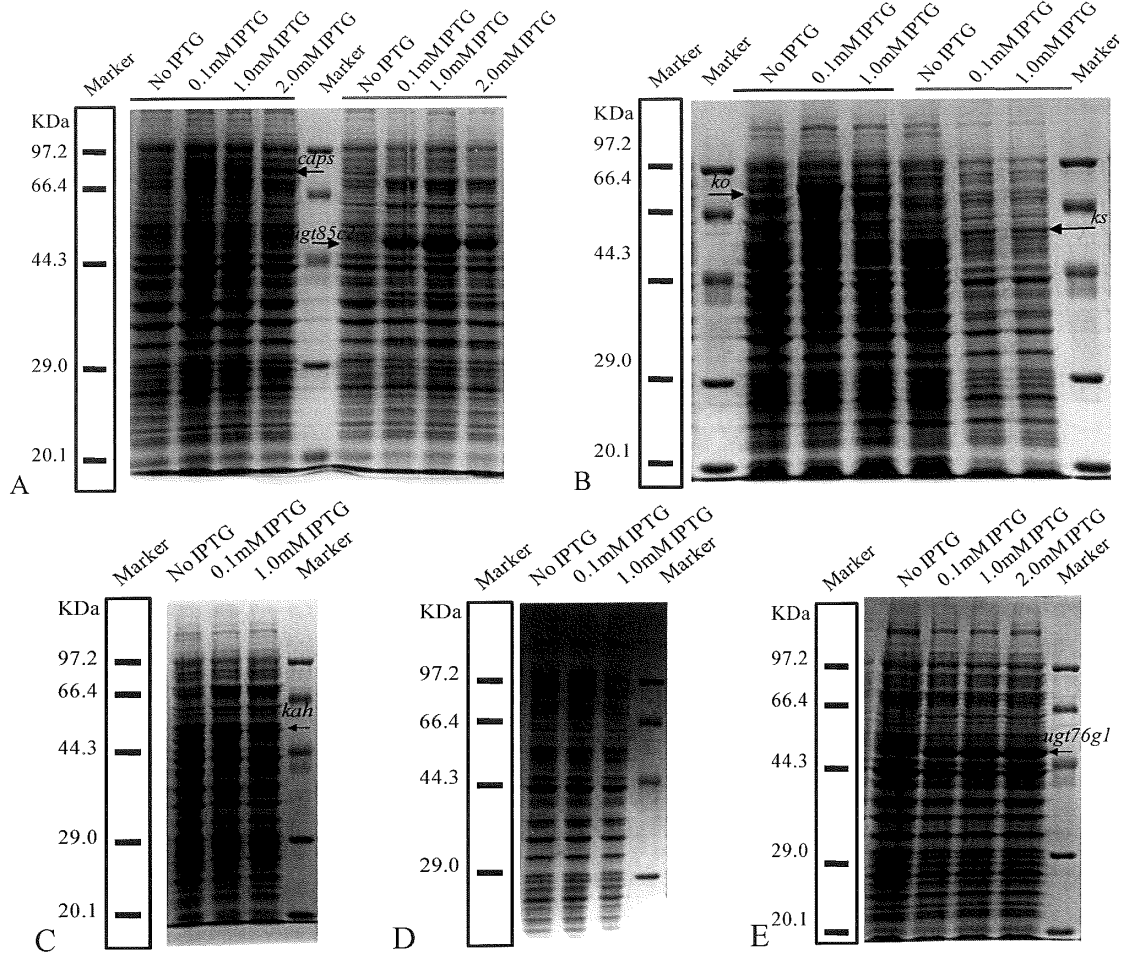 Marker No IPTG 0.1mM IPTG 1.0mM IPTG 2.0mM IPTG Marker No IPTG 0.1mM IPTG 1.0mM IPTG 2.0mM IPTG
KDa
97.2
caps
66.4
ugt85c2
44.3
29.0
20.1
A
Marker Marker No IPTG 0.1mM IPTG 1.0mM IPTG No IPTG 0.1mM IPTG 1.0mM IPTG Marker
KDa
97.2
66.4
ko
ks
44.3
29.0
20.1
B
Marker No IPTG 0.1mM IPTG 1.0mM IPTG Marker
KDa
97.2
66.4
kah
44.3
29.0
20.1
C
Marker No IPTG 0.1mM IPTG 1.0mM IPTG Marker
KDa
97.2
66.4
44.3
29.0
D
Marker No IPTG 0.1mM IPTG 1.0mM IPTG 2.0mM IPTG Marker
KDa
97.2
66.4
ugt76g1
44.3
29.0
20.1
E